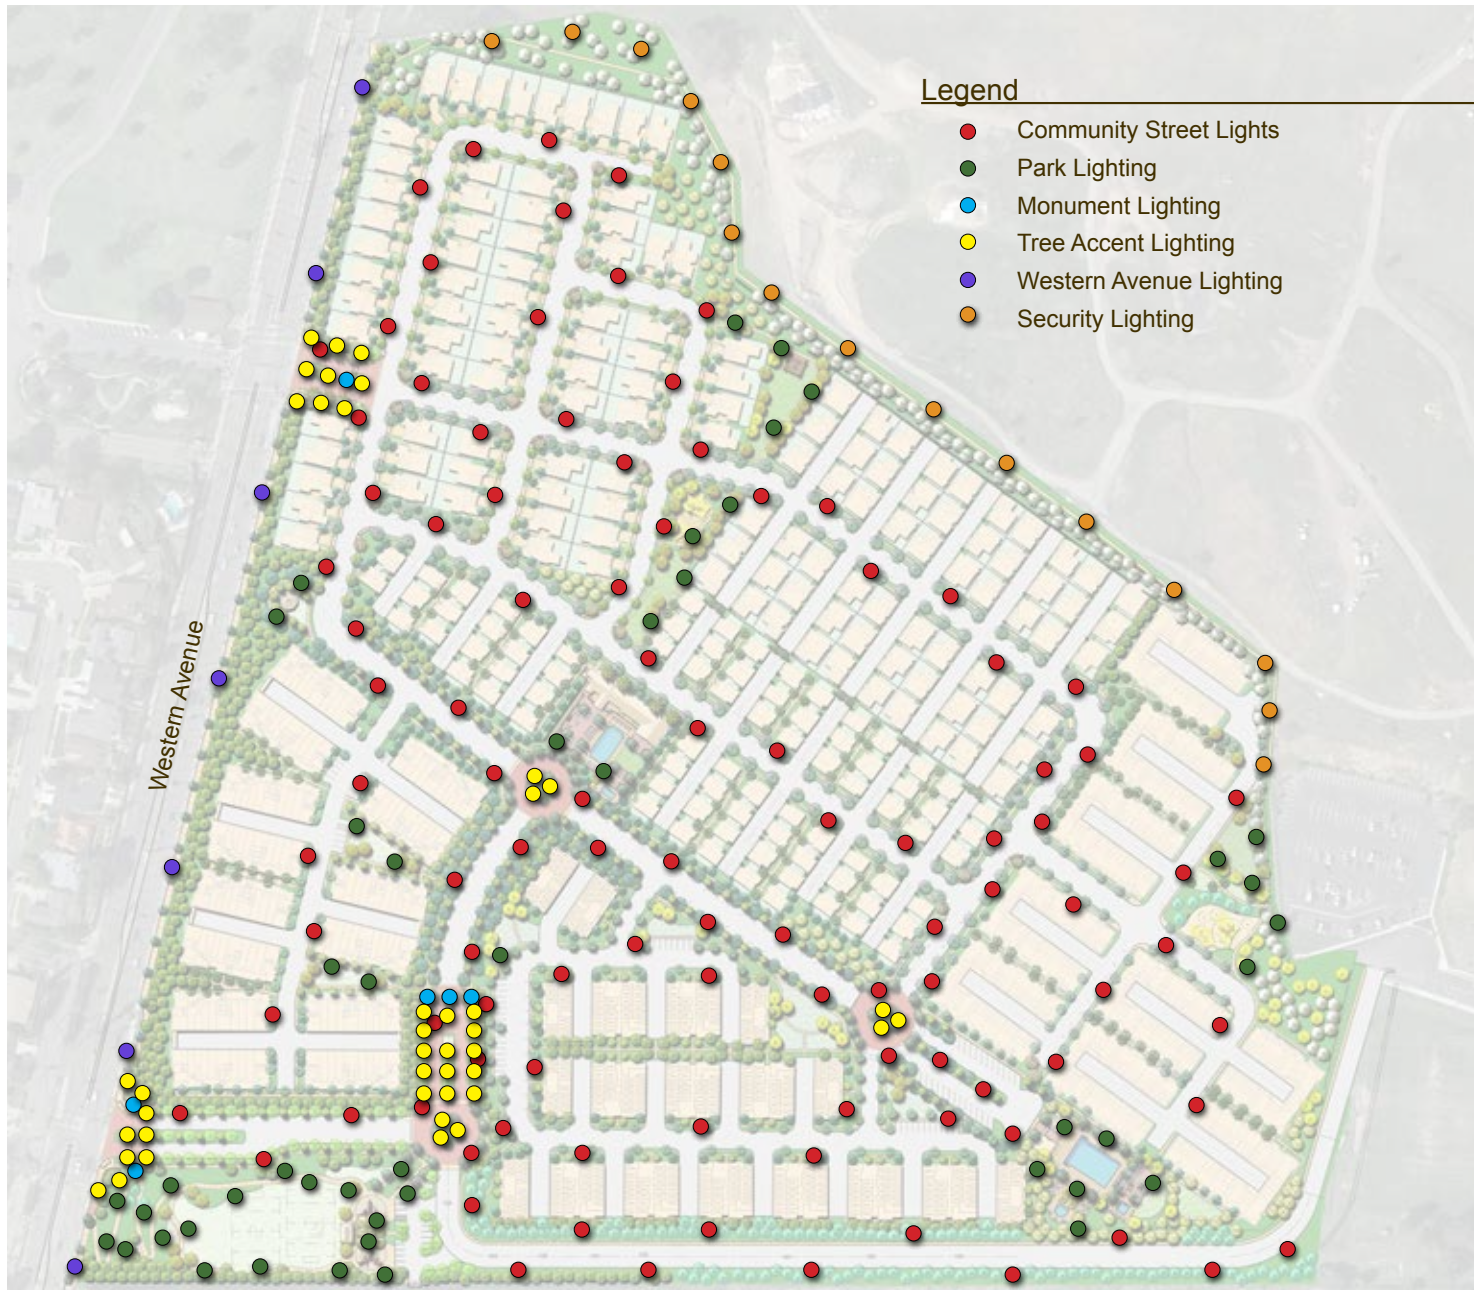 Legend
Community Street Lights
Park Lighting
Monument Lighting
Tree Accent Lighting
Western Avenue Lighting
Security Lighting
Western Avenue